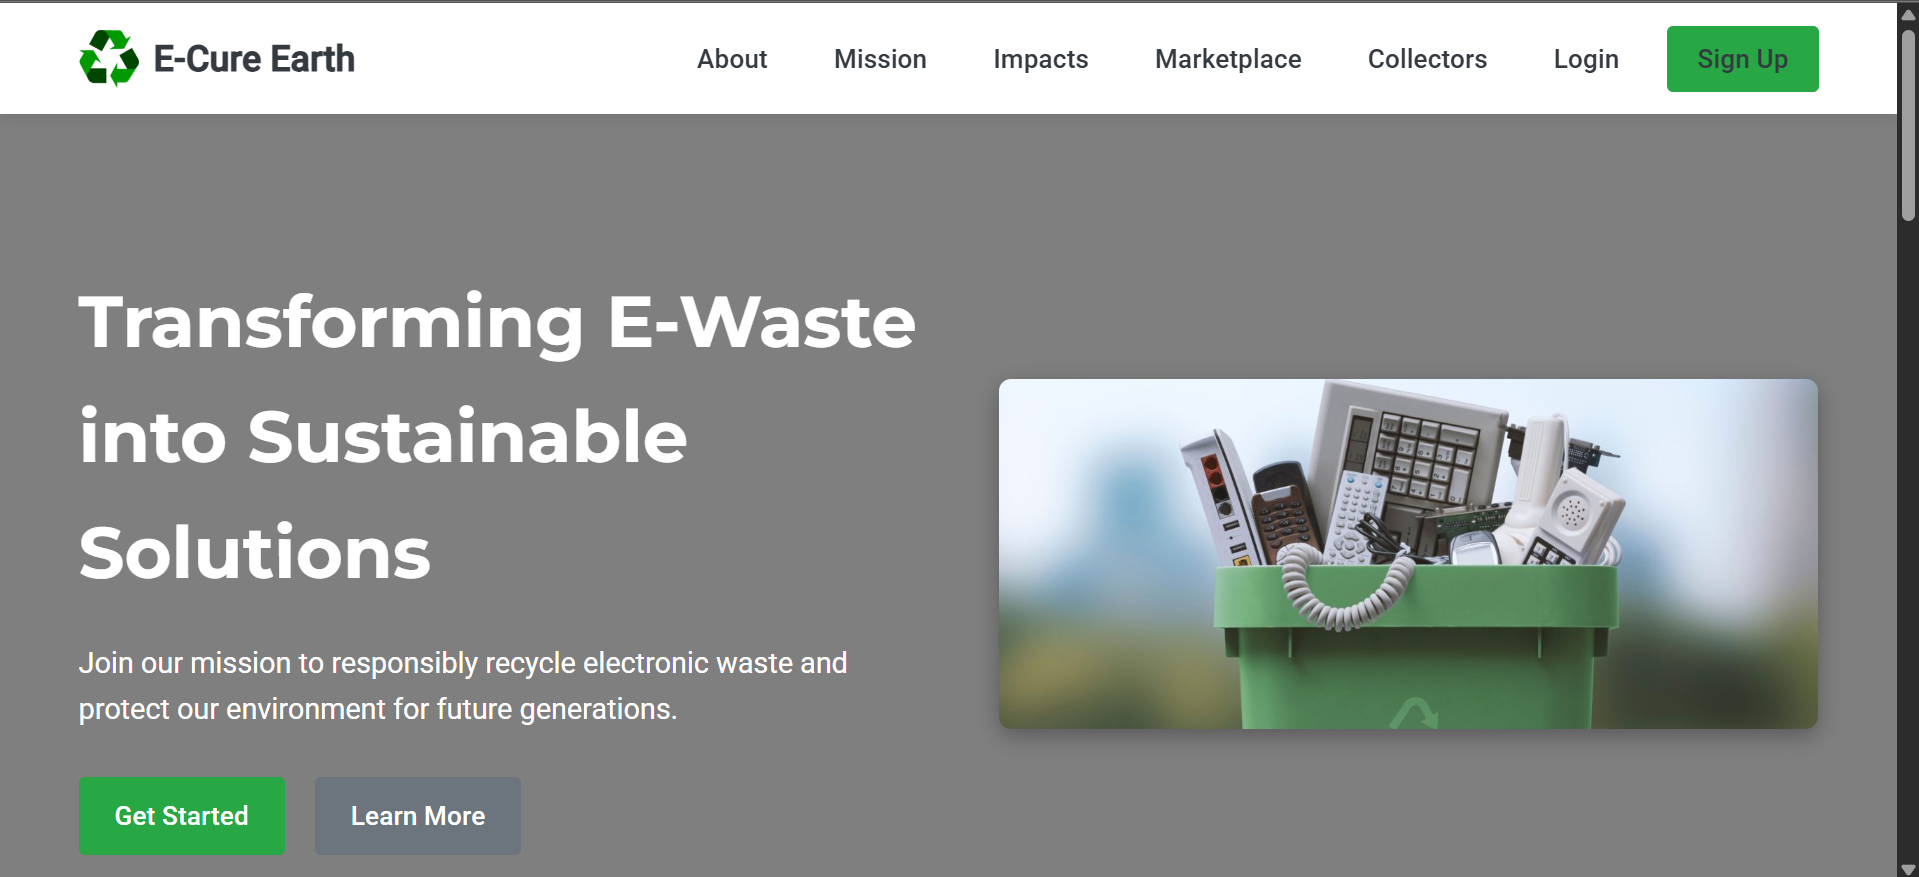 E-Cure Earth
About Mission Impacts Marketplace Collectors Login Sign Up
Transforming E-Waste
into Sustainable
Solutions
Join our mission to responsibly recycle electronic waste and
protect our environment for future generations.
Get Started Learn More